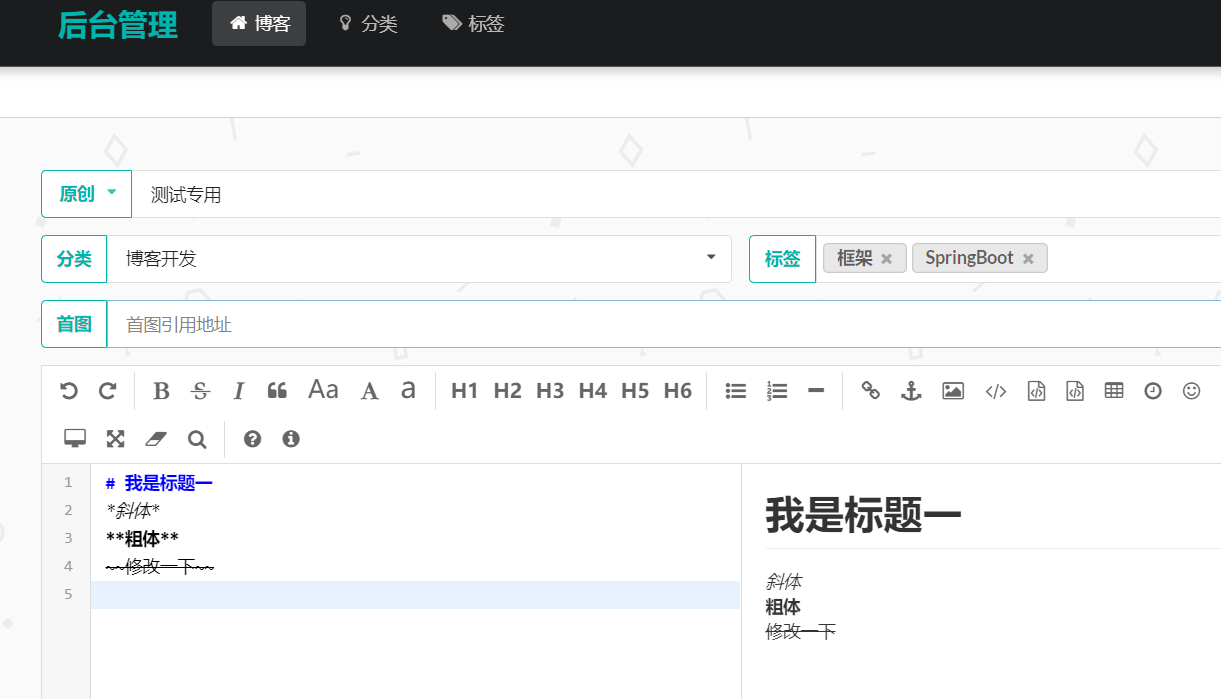 后台管理 博客 分类 标签
原创 测试专用
分类 博客开发 标签 框架 SpringBoot
首图 首图引用地址
B S I Aa A a H1 H2 H3 H4 H5 H6
1 # 我是标题一
2 *斜体*
3 **粗体**
4 ~~修改一下~~
5
我是标题一
斜体
粗体
修改一下